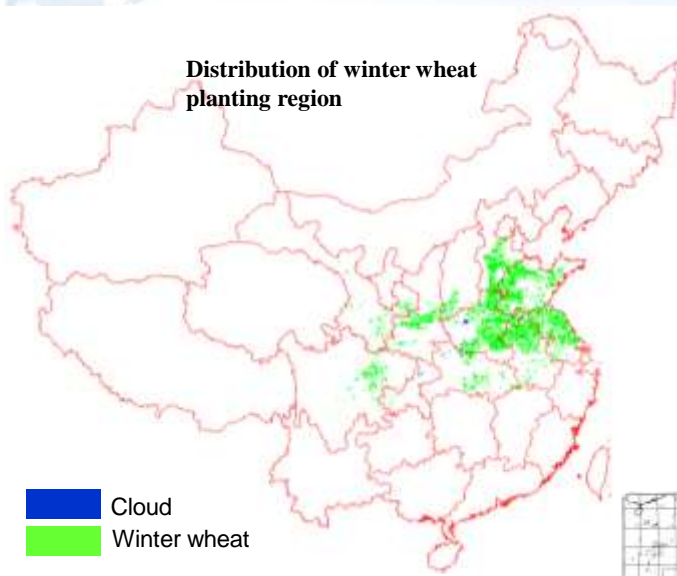 Distribution of winter wheat
planting region
Cloud
Winter wheat